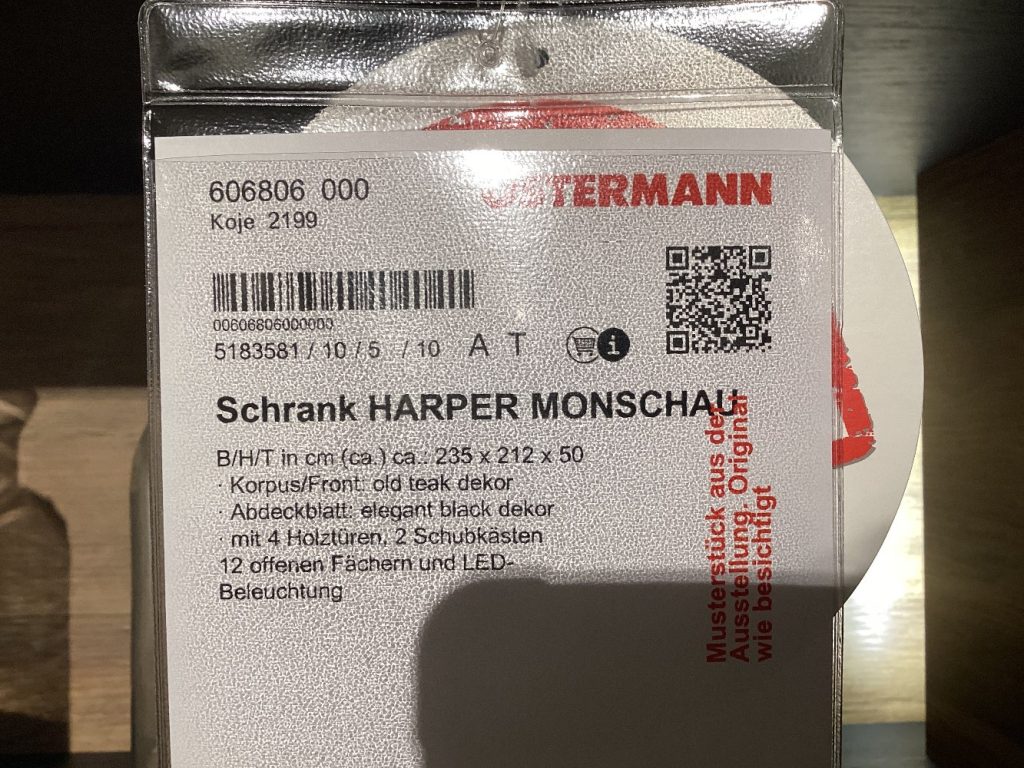 606806 000
OSTERMANN
Koje 2199
00606806000000
5183581 / 10 / 5 / 10 A T
i
Schrank HARPER MONSCHAU
B/H/T in cm (ca.) ca.: 235 x 212 x 50
· Korpus/Front: old teak dekor
· Abdeckblatt: elegant black dekor
· mit 4 Holztüren, 2 Schubkästen
12 offenen Fächern und LED-
Beleuchtung
Musterstück aus der
Ausstellung. Original
wie besichtigt